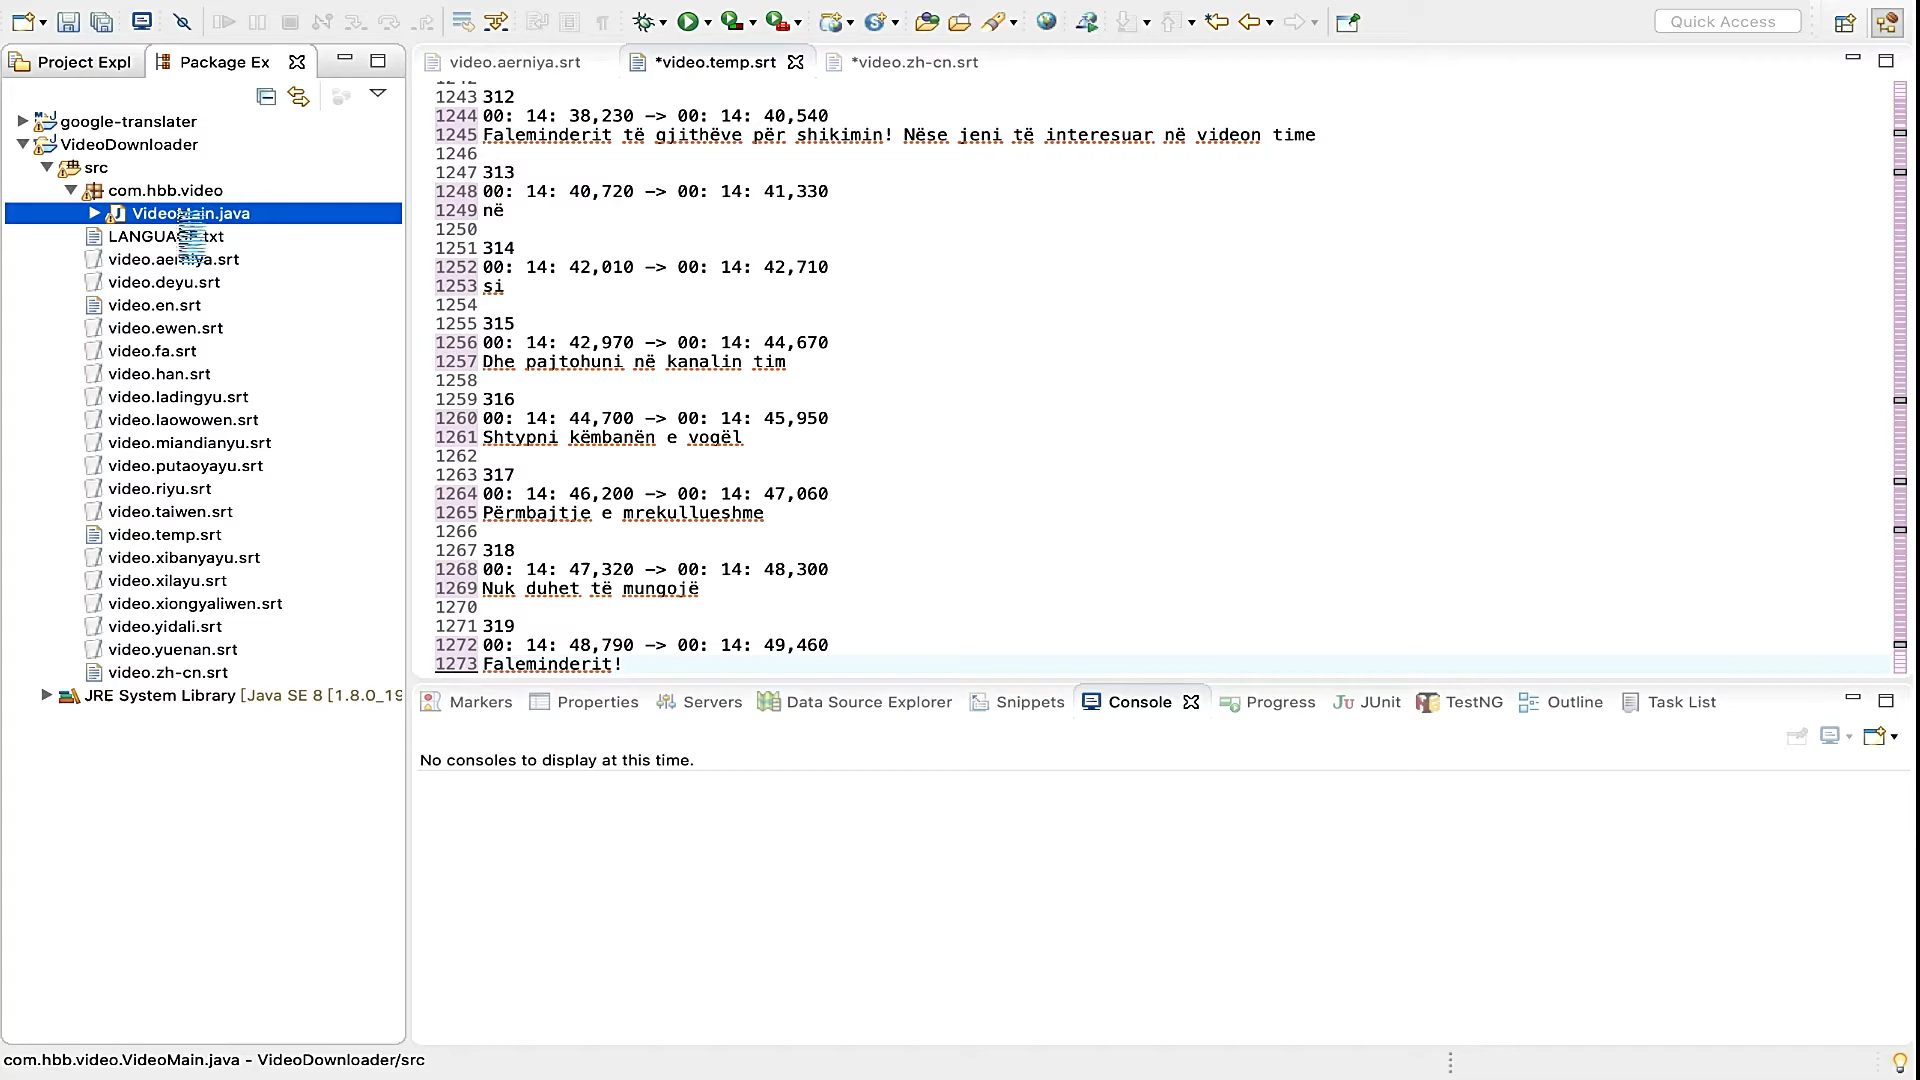 Quick Access
Project Expl
Package Ex
google-translater
VideoDownloader
src
com.hbb.video
VideoMain.java
video.deyu.srt
video.en.srt
video.ewen.srt
video.fa.srt
video.han.srt
video.ladingyu.srt
video.laowowen.srt
video.miandianyu.srt
video.putaoyayu.srt
video.riyu.srt
video.taiwen.srt
video.temp.srt
video.xibanyayu.srt
video.xilayu.srt
video.xiongyaliwen.srt
video.yidali.srt
video.yuenan.srt
video.zh-cn.srt
JRE System Library [Java SE 8 [1.8.0_19
video.aerniya.srt
*video.temp.srt
*video.zh-cn.srt
1243 312
1244 00: 14: 38,230 -> 00: 14: 40,540
1245 Faleminderit të gjithëve për shikimin! Nëse jeni të interesuar në videon time
1246
1247 313
1248 00: 14: 40,720 -> 00: 14: 41,330
1249 në
1250
1251 314
1252 00: 14: 42,010 -> 00: 14: 42,710
1253 si
1254
1255 315
1256 00: 14: 42,970 -> 00: 14: 44,670
1257 Dhe pajtohuni në kanalin tim
1258
1259 316
1260 00: 14: 44,700 -> 00: 14: 45,950
1261 Shtypni këmbanën e vogël
1262
1263 317
1264 00: 14: 46,200 -> 00: 14: 47,060
1265 Përmbajtje e mrekullueshme
1266
1267 318
1268 00: 14: 47,320 -> 00: 14: 48,300
1269 Nuk duhet të mungojë
1270
1271 319
1272 00: 14: 48,790 -> 00: 14: 49,460
1273 Faleminderit!
Markers
Properties
Servers
Data Source Explorer
Snippets
Console
Progress
JUnit
TestNG
Outline
Task List
No consoles to display at this time.
com.hbb.video.VideoMain.java - VideoDownloader/src